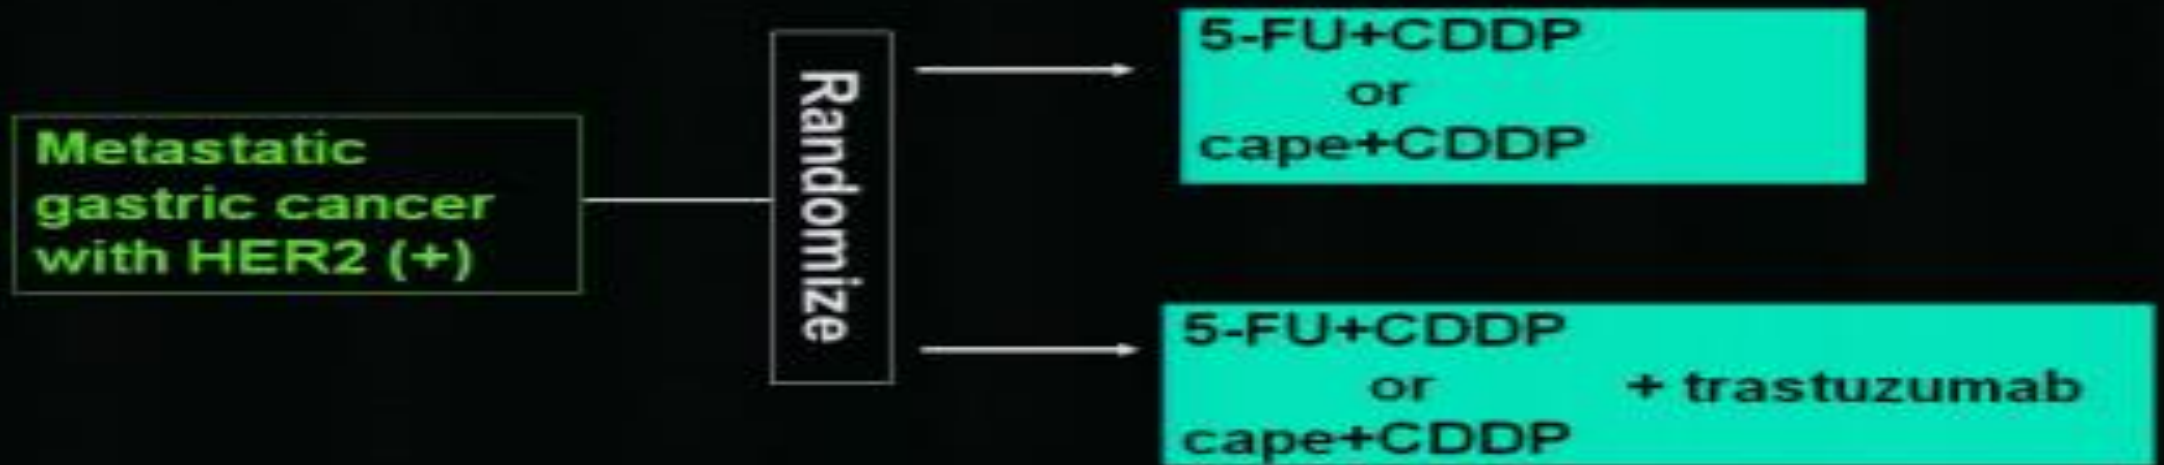 Metastatic
gastric cancer
with HER2 (+)
Randomize
5-FU+CDDP
or
cape+CDDP
5-FU+CDDP
or + trastuzumab
cape+CDDP